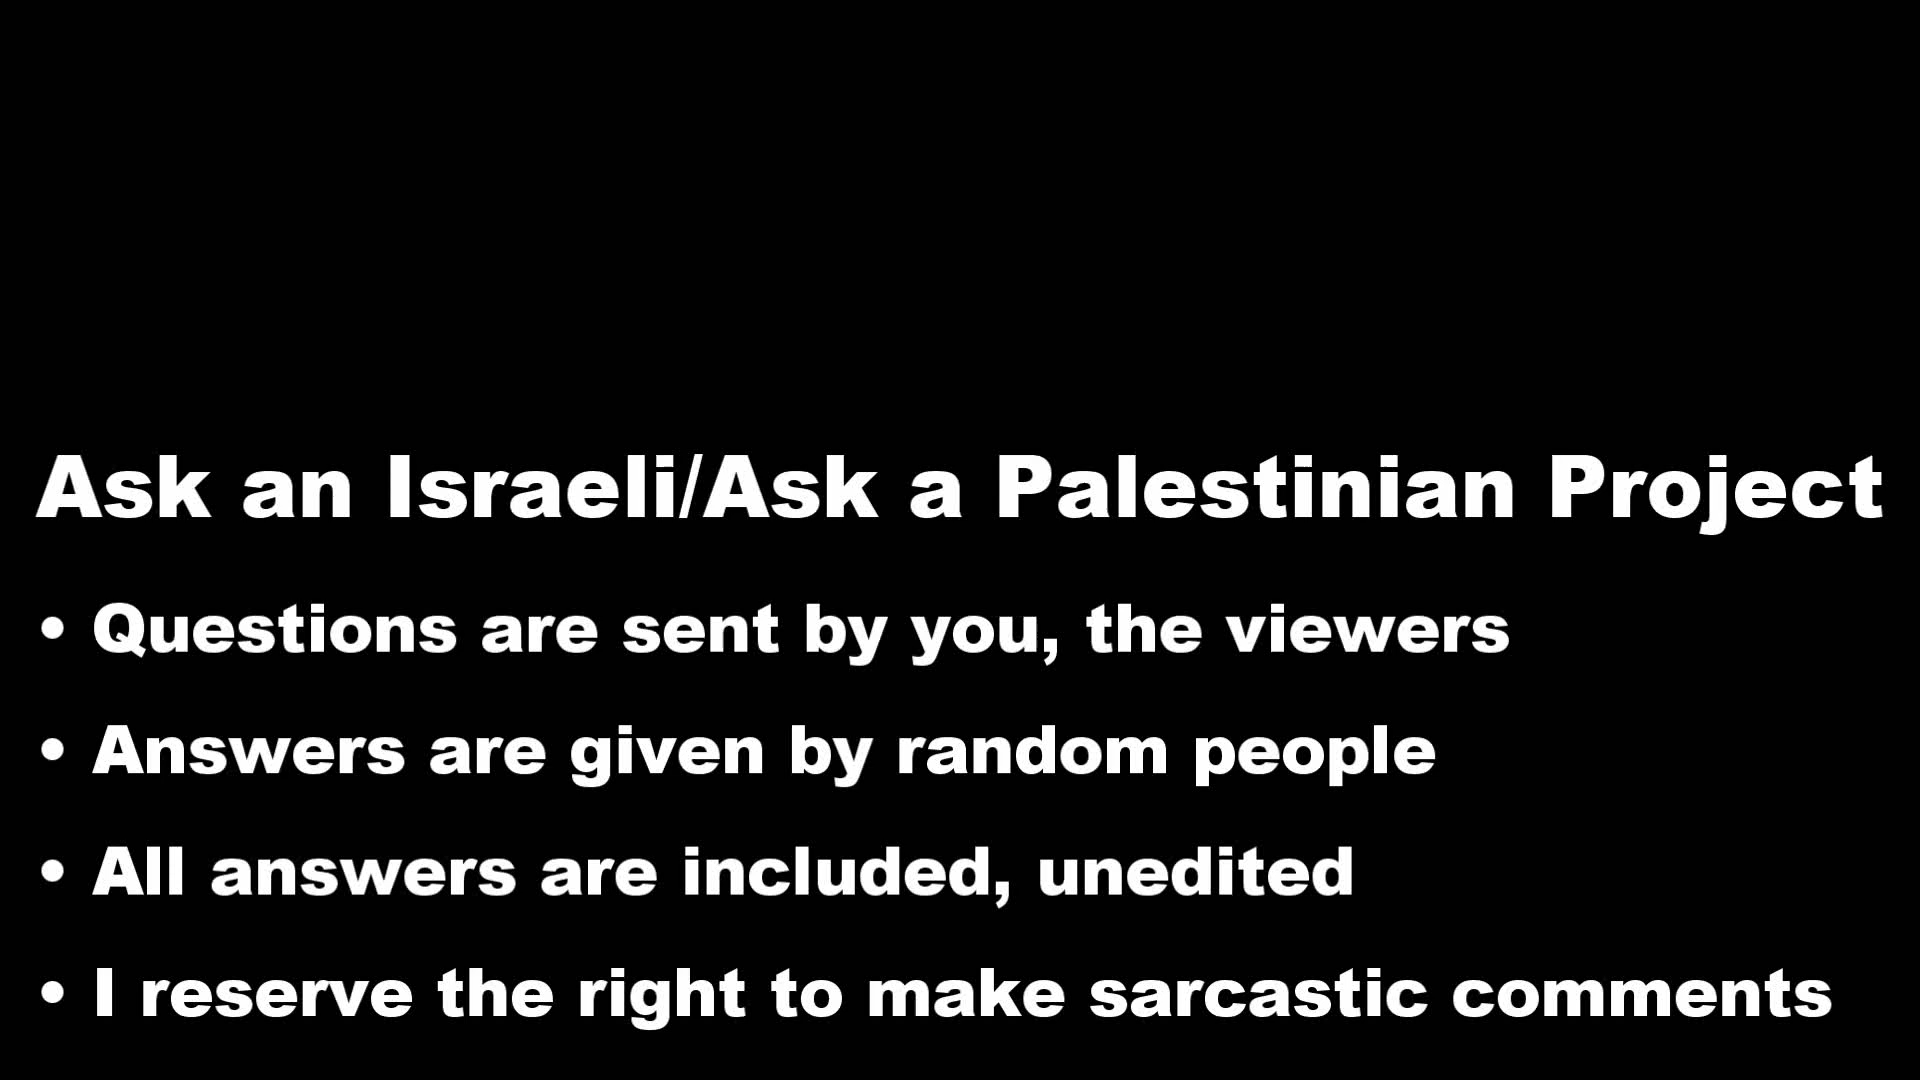 Ask an Israeli/Ask a Palestinian Project
• Questions are sent by you, the viewers
• Answers are given by random people
• All answers are included, unedited
• I reserve the right to make sarcastic comments